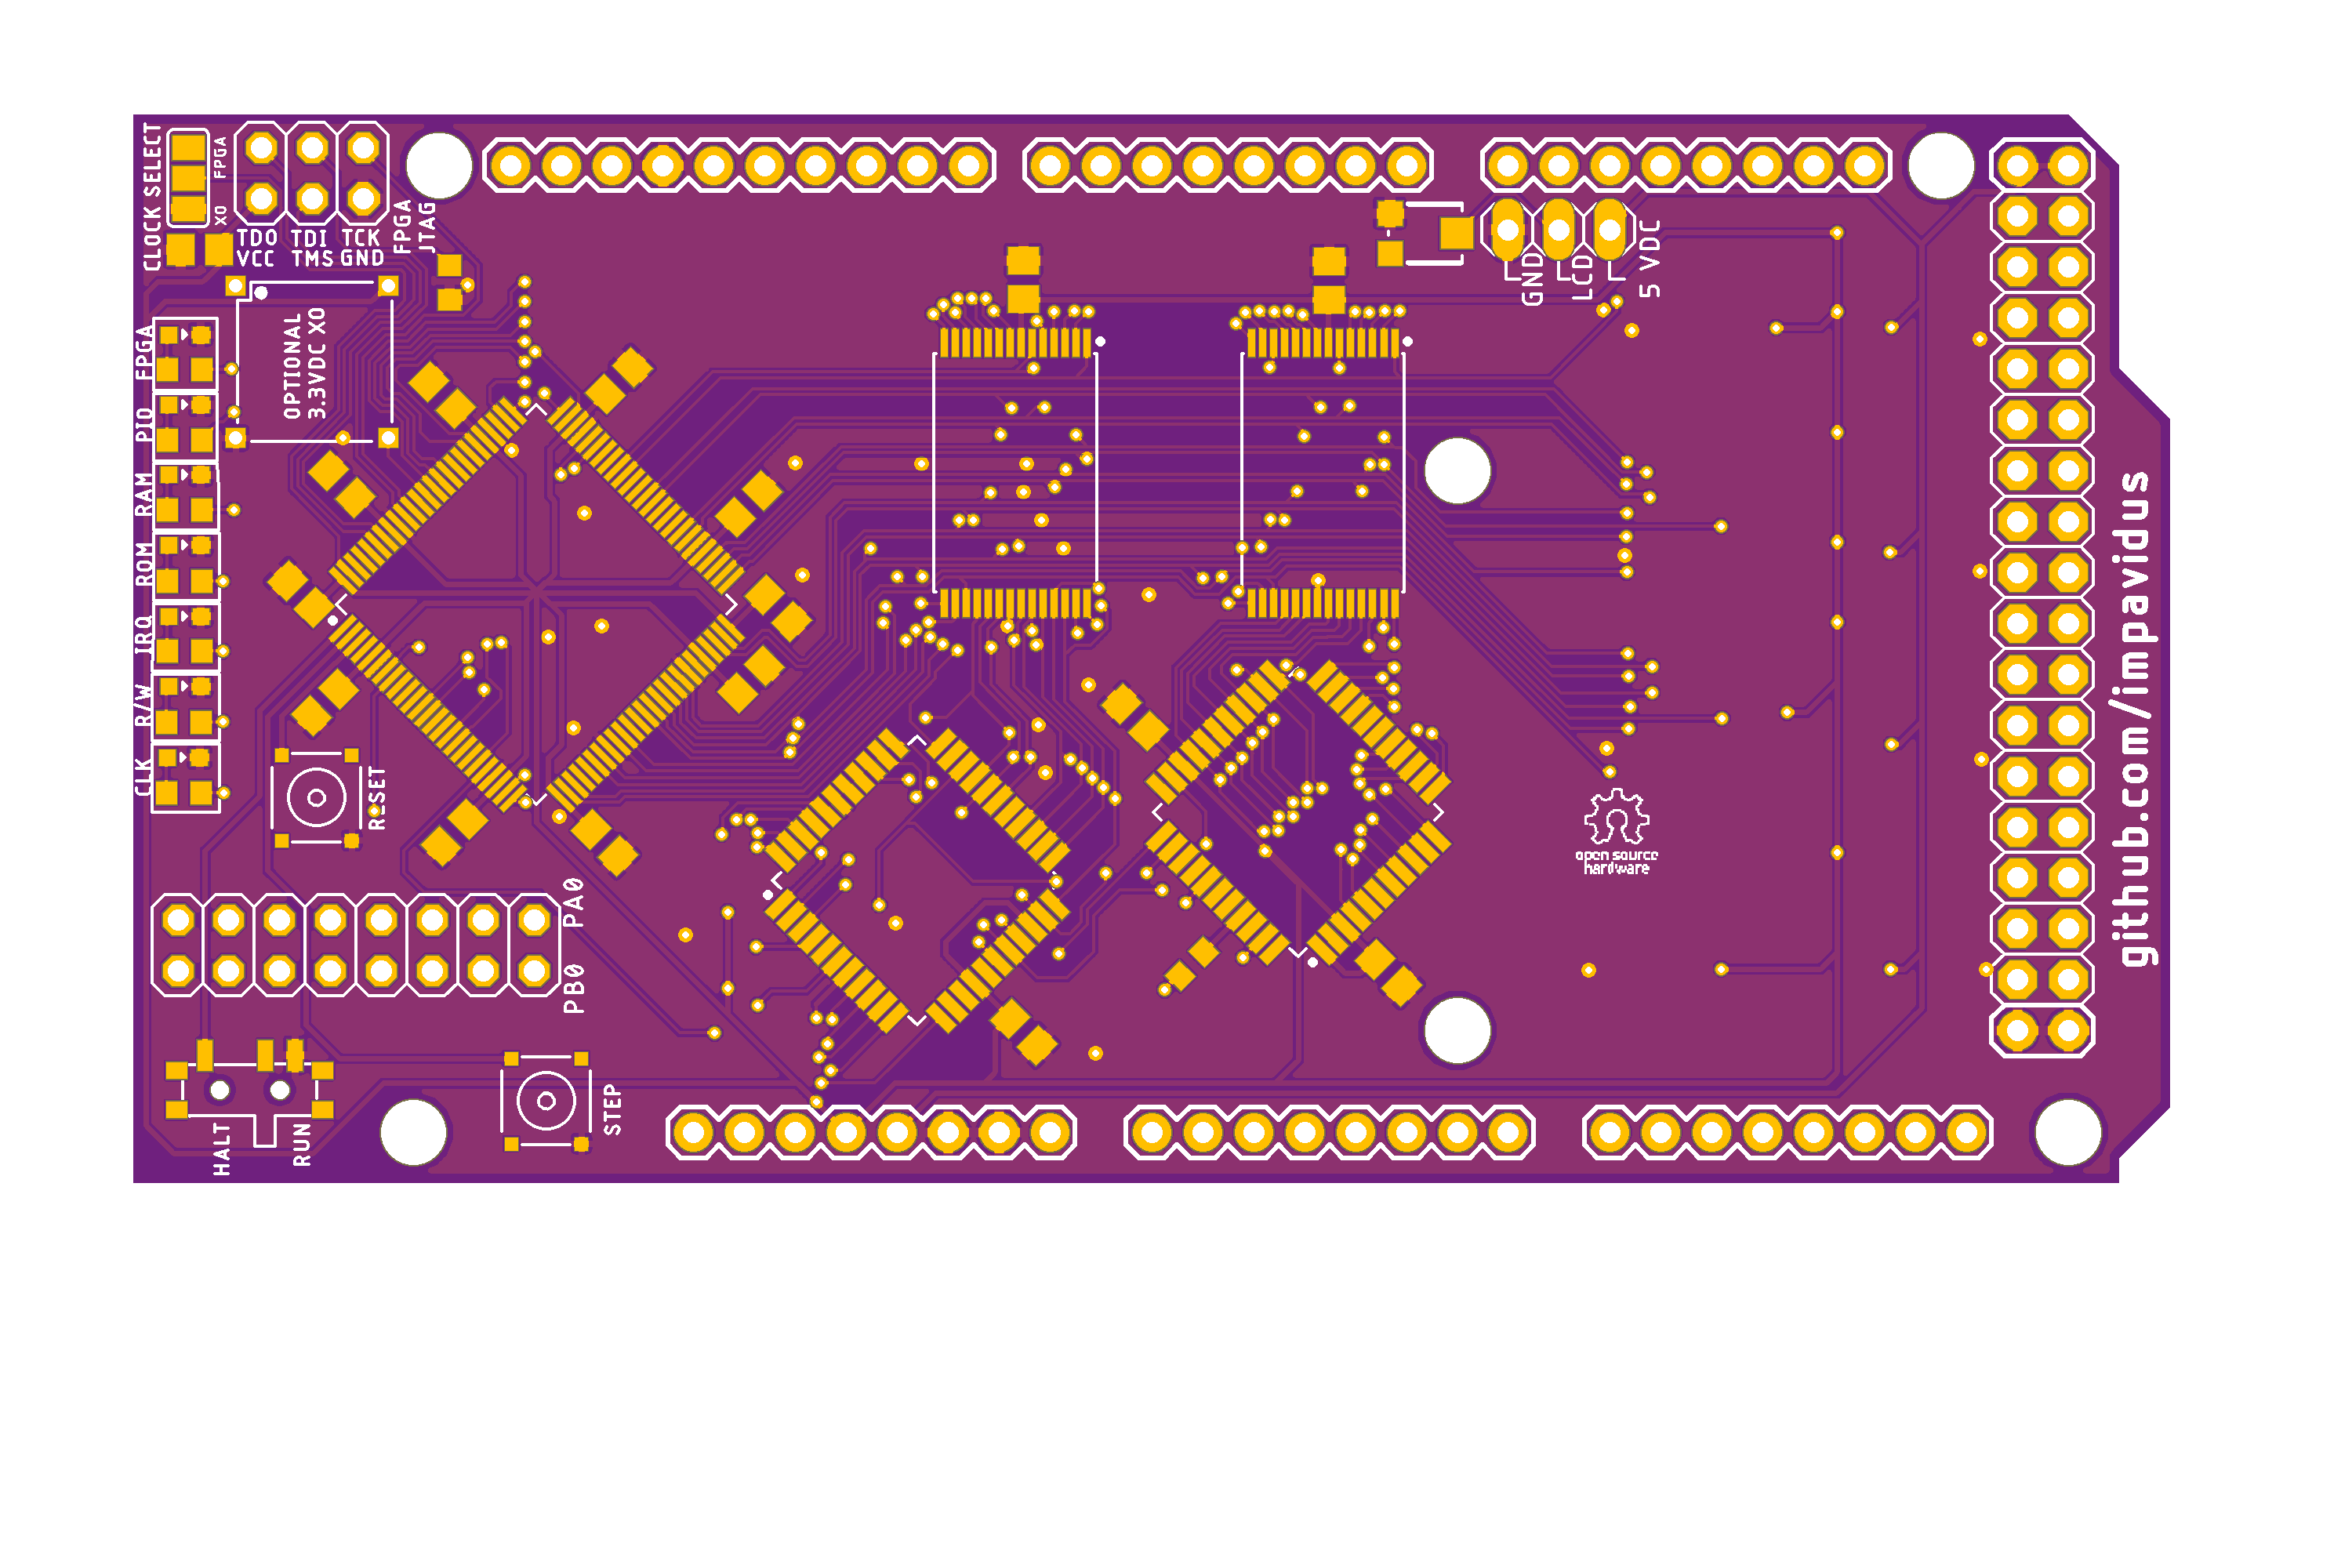 CLOCK SELECT
FPGA
XO
TDO TDI TCK
VCC TMS GND
FPGA
JTAG
OPTIONAL
3.3VDC XO
GND
LCD
5 VDC
FPGA
PIO
RAM
ROM
IRQ
R/W
CLK
RESET
PA0
PB0
HALT
RUN
STEP
open source
hardware
github.com/impavidus